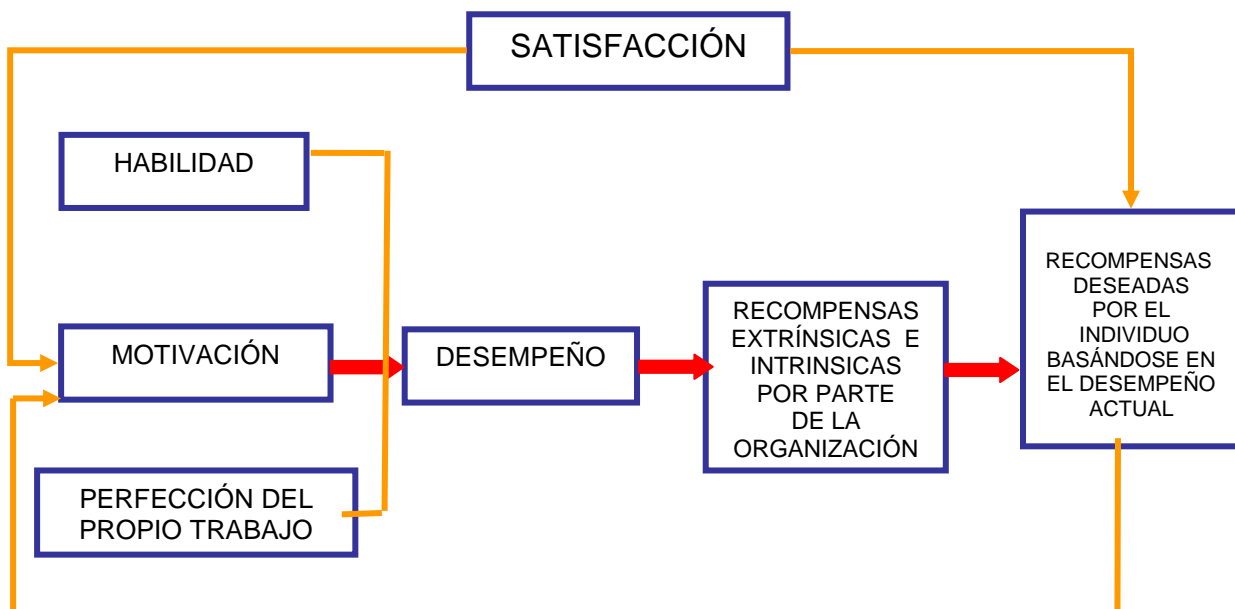 SATISFACCIÓN
HABILIDAD
MOTIVACIÓN
PERFECCIÓN DEL
PROPIO TRABAJO
DESEMPEÑO
RECOMPENSAS
EXTRÍNSICAS E
INTRINSICAS
POR PARTE
DE LA
ORGANIZACIÓN
RECOMPENSAS
DESEADAS
POR EL
INDIVIDUO
BASÁNDOSE EN
EL DESEMPEÑO
ACTUAL